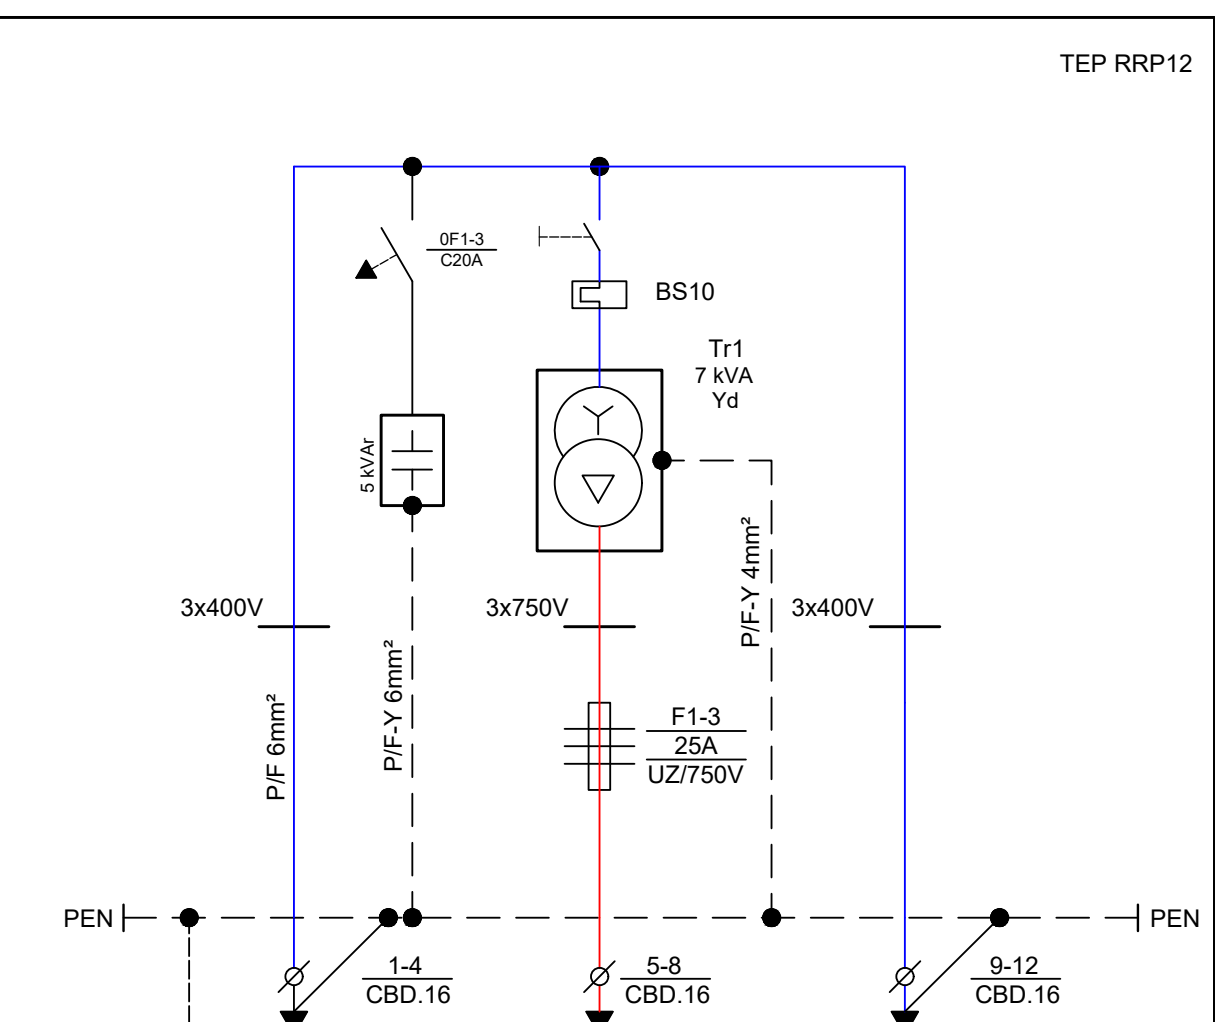 TEP RRP12
0F1-3
C20A
BS10
Tr1
7 kVA
Yd
5 kVAr
3x400V
3x750V
3x400V
P/F 6mm²
P/F-Y 6mm²
P/F-Y 4mm²
F1-3
25A
UZ/750V
PEN
PEN
1-4
CBD.16
5-8
CBD.16
9-12
CBD.16